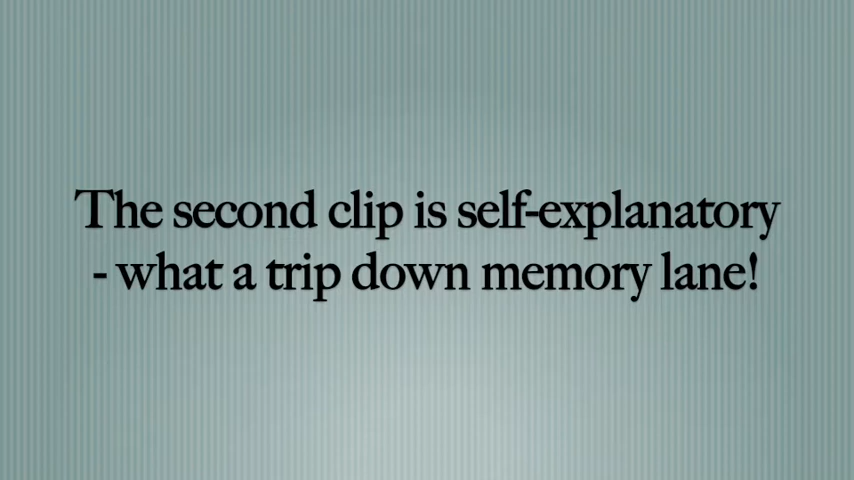 The second clip is self-explanatory
- what a trip down memory lane!